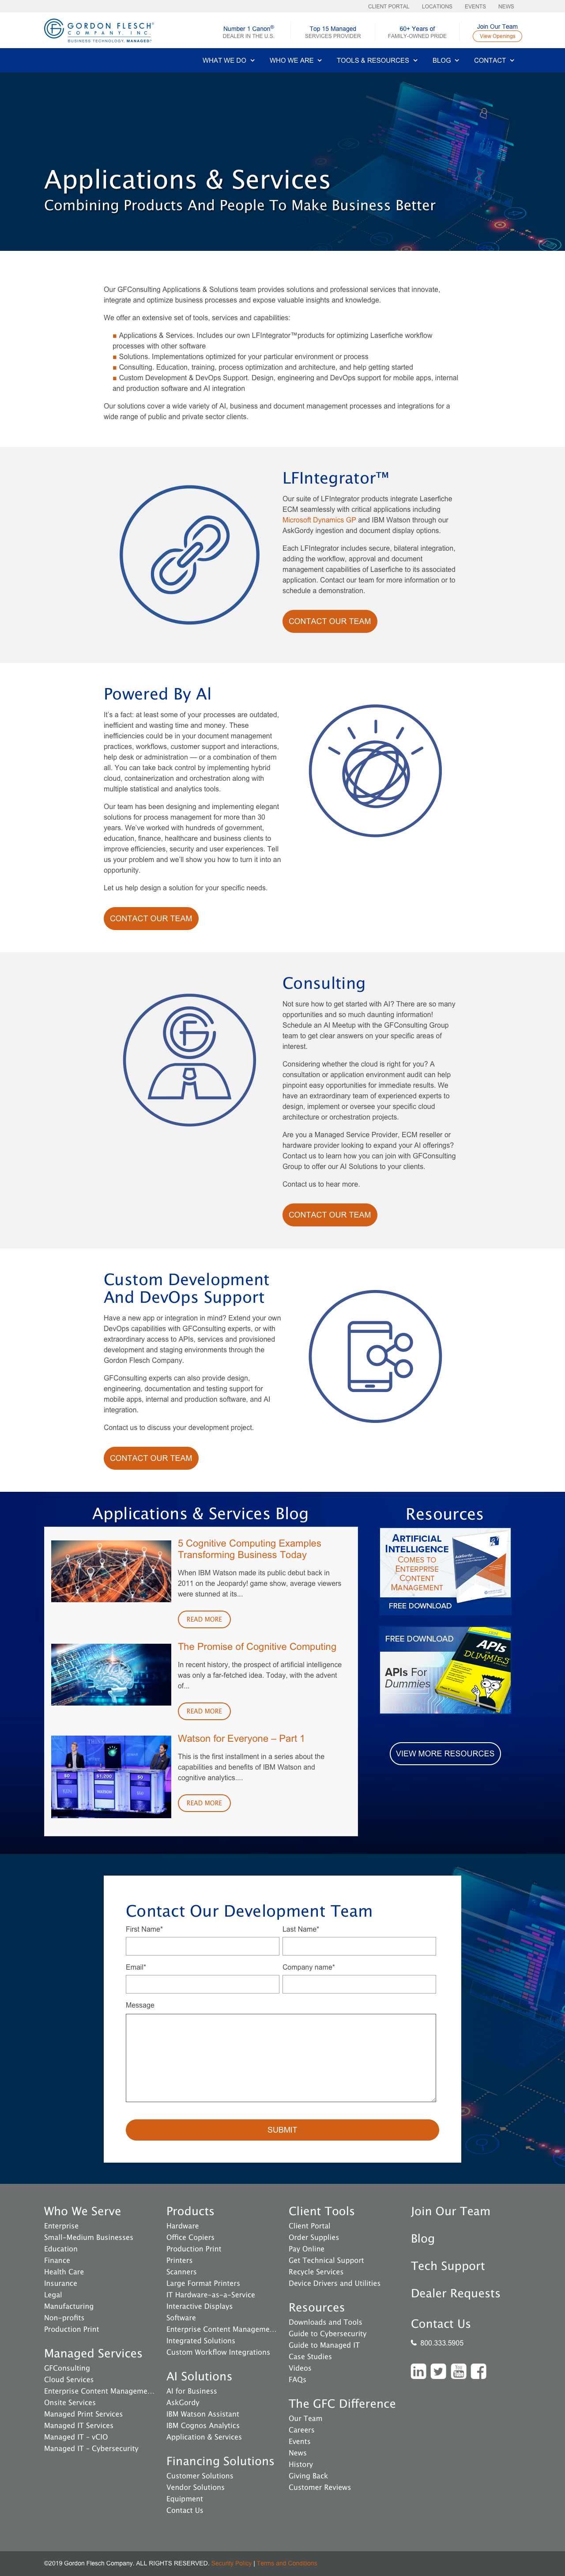 CLIENT PORTAL LOCATIONS EVENTS NEWS
GORDON FLESCH
COMPANY, INC.
BUSINESS TECHNOLOGY, MANAGED.
Number 1 Canon®
DEALER IN THE U.S.
Top 15 Managed
SERVICES PROVIDER
60+ Years of
FAMILY-OWNED PRIDE
Join Our Team
View Openings
WHAT WE DO WHO WE ARE TOOLS & RESOURCES BLOG CONTACT
Applications & Services
Combining Products And People To Make Business Better
Our GFConsulting Applications & Solutions team provides solutions and professional services that innovate,
integrate and optimize business processes and expose valuable insights and knowledge.
We offer an extensive set of tools, services and capabilities:
Applications & Services. Includes our own LFIntegrator™products for optimizing Laserfiche workflow
processes with other software
Solutions. Implementations optimized for your particular environment or process
Consulting. Education, training, process optimization and architecture, and help getting started
Custom Development & DevOps Support. Design, engineering and DevOps support for mobile apps, internal
and production software and AI integration
Our solutions cover a wide variety of AI, business and document management processes and integrations for a
wide range of public and private sector clients.
LFIntegrator™
Our suite of LFIntegrator products integrate Laserfiche
ECM seamlessly with critical applications including
Microsoft Dynamics GP and IBM Watson through our
AskGordy ingestion and document display options.
Each LFIntegrator includes secure, bilateral integration,
adding the workflow, approval and document
management capabilities of Laserfiche to its associated
application. Contact our team for more information or to
schedule a demonstration.
CONTACT OUR TEAM
Powered By AI
It's a fact: at least some of your processes are outdated,
inefficient and wasting time and money. These
inefficiencies could be in your document management
practices, workflows, customer support and interactions,
help desk or administration — or a combination of them
all. You can take back control by implementing hybrid
cloud, containerization and orchestration along with
multiple statistical and analytics tools.
Our team has been designing and implementing elegant
solutions for process management for more than 30
years. We've worked with hundreds of government,
education, finance, healthcare and business clients to
improve efficiencies, security and user experiences. Tell
us your problem and we'll show you how to turn it into an
opportunity.
Let us help design a solution for your specific needs.
CONTACT OUR TEAM
Consulting
Not sure how to get started with AI? There are so many
opportunities and so much daunting information!
Schedule an AI Meetup with the GFConsulting Group
team to get clear answers on your specific areas of
interest.
Considering whether the cloud is right for you? A
consultation or application environment audit can help
pinpoint easy opportunities for immediate results. We
have an extraordinary team of experienced experts to
design, implement or oversee your specific cloud
architecture or orchestration projects.
Are you a Managed Service Provider, ECM reseller or
hardware provider looking to expand your AI offerings?
Contact us to learn how you can join with GFConsulting
Group to offer our AI Solutions to your clients.
Contact us to hear more.
CONTACT OUR TEAM
Custom Development
And DevOps Support
Have a new app or integration in mind? Extend your own
DevOps capabilities with GFConsulting experts, or with
extraordinary access to APIs, services and provisioned
development and staging environments through the
Gordon Flesch Company.
GFConsulting experts can also provide design,
engineering, documentation and testing support for
mobile apps, internal and production software, and AI
integration.
Contact us to discuss your development project.
CONTACT OUR TEAM
Applications & Services Blog
5 Cognitive Computing Examples
Transforming Business Today
When IBM Watson made its public debut back in
2011 on the Jeopardy! game show, average viewers
were stunned at its...
READ MORE
The Promise of Cognitive Computing
In recent history, the prospect of artificial intelligence
was only a far-fetched idea. Today, with the advent
of...
READ MORE
$1,200
Watson for Everyone – Part 1
This is the first installment in a series about the
capabilities and benefits of IBM Watson and
cognitive analytics....
READ MORE
Resources
ARTIFICIAL
INTELLIGENCE
COMES TO
ENTERPRISE
CONTENT
MANAGEMENT
FREE DOWNLOAD
FREE DOWNLOAD
APIs For
Dummies
APIs
DUMMIES
VIEW MORE RESOURCES
Contact Our Development Team
First Name* Last Name*
Email* Company name*
Message
SUBMIT
Who We Serve
Enterprise
Small-Medium Businesses
Education
Finance
Health Care
Insurance
Legal
Manufacturing
Non-profits
Production Print
Managed Services
GFConsulting
Cloud Services
Enterprise Content Manageme...
Onsite Services
Managed Print Services
Managed IT Services
Managed IT - vCIO
Managed IT - Cybersecurity
Products
Hardware
Office Copiers
Production Print
Printers
Scanners
Large Format Printers
IT Hardware-as-a-Service
Interactive Displays
Software
Enterprise Content Manageme...
Integrated Solutions
Custom Workflow Integrations
AI Solutions
AI for Business
AskGordy
IBM Watson Assistant
IBM Cognos Analytics
Application & Services
Financing Solutions
Customer Solutions
Vendor Solutions
Equipment
Contact Us
Client Tools
Client Portal
Order Supplies
Pay Online
Get Technical Support
Recycle Services
Device Drivers and Utilities
Resources
Downloads and Tools
Guide to Cybersecurity
Guide to Managed IT
Case Studies
Videos
FAQs
The GFC Difference
Our Team
Careers
Events
News
History
Giving Back
Customer Reviews
Join Our Team
Blog
Tech Support
Dealer Requests
Contact Us
800.333.5905
©2019 Gordon Flesch Company. ALL RIGHTS RESERVED. Security Policy | Terms and Conditions